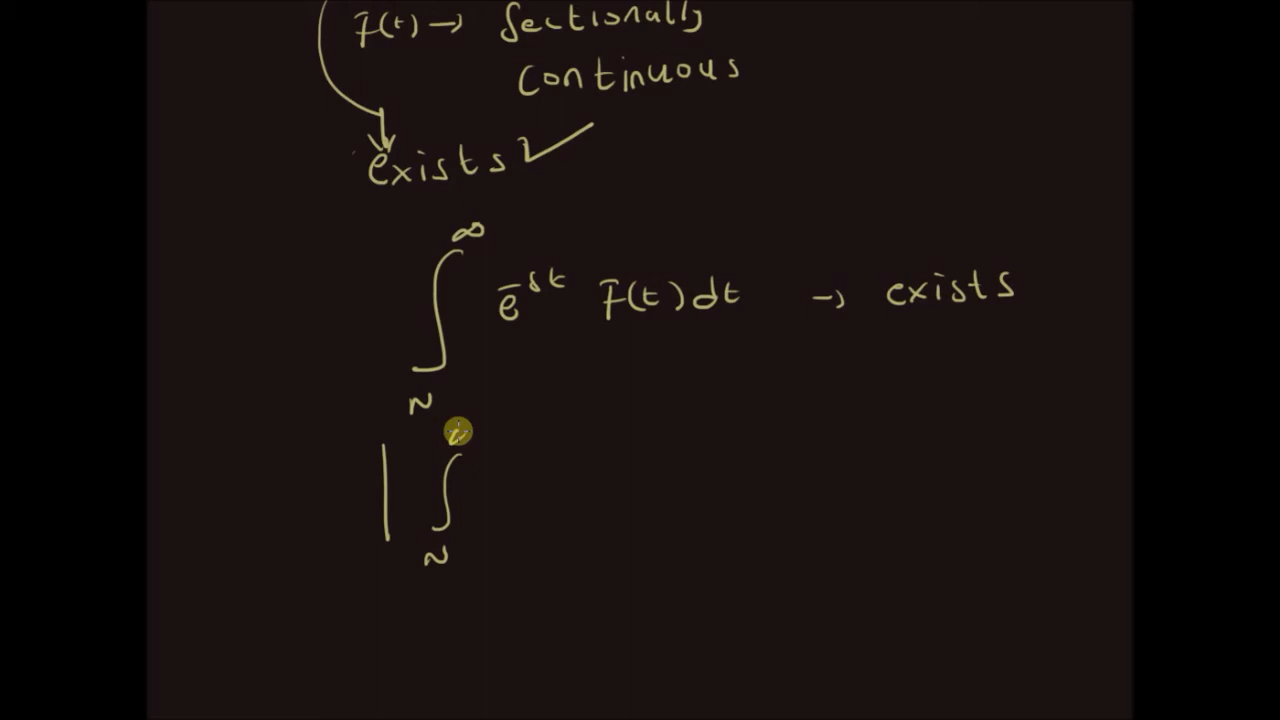 F(t) → Sectionally
continuous
exists ✓
∞
∫ e^-st F(t) dt → exists
N
| ∫
N